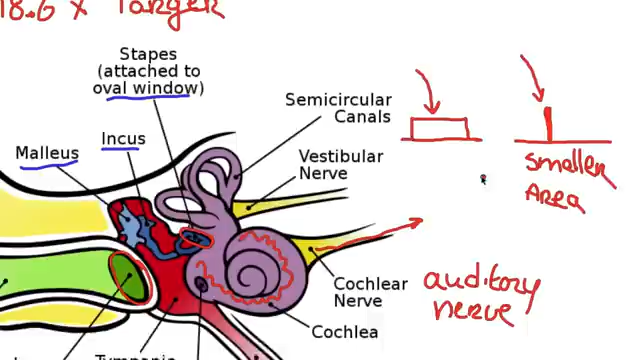 18.6 x larger
Stapes
(attached to
oval window)
Semicircular
Canals
Incus
Malleus
Vestibular
Nerve
smaller
Area
Cochlear
Nerve
auditory
nerve
Cochlea